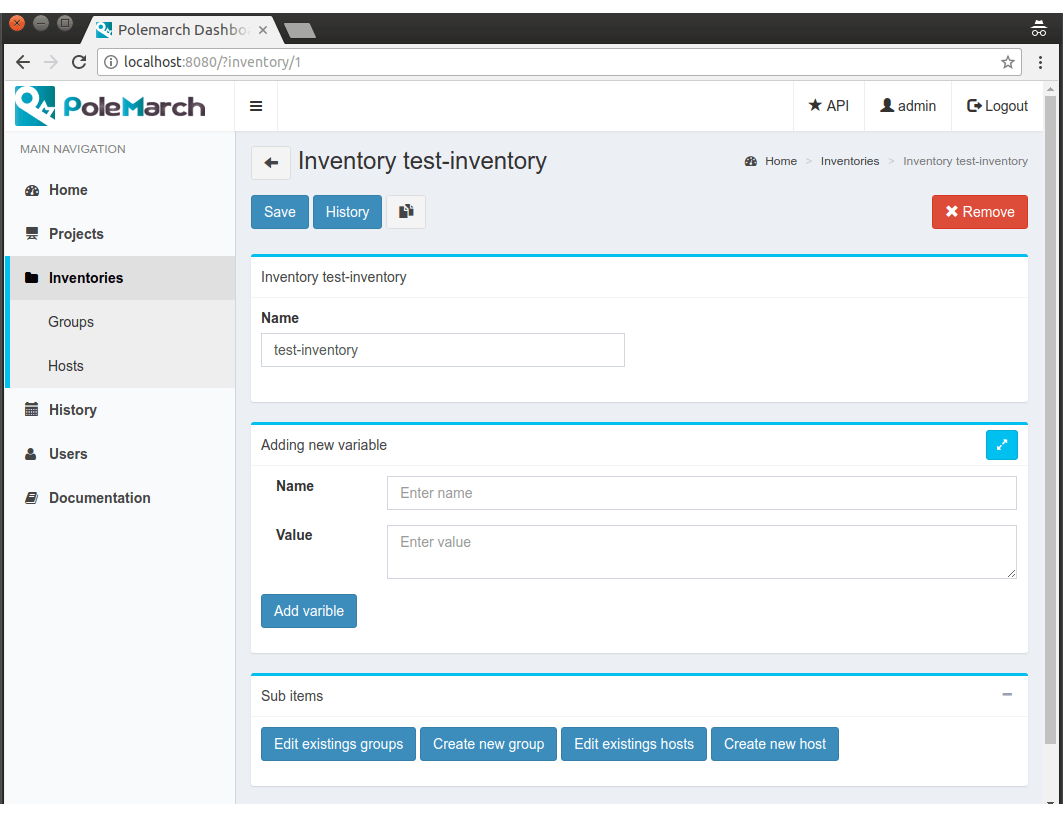 Polemarch Dashbo
localhost:8080/?inventory/1
PoleMarch
API
admin
Logout
MAIN NAVIGATION
Home
Projects
Inventories
Groups
Hosts
History
Users
Documentation
Inventory test-inventory
Home > Inventories > Inventory test-inventory
Save
History
Remove
Inventory test-inventory
Name
test-inventory
Adding new variable
Name
Enter name
Value
Enter value
Add varible
Sub items
Edit existings groups
Create new group
Edit existings hosts
Create new host